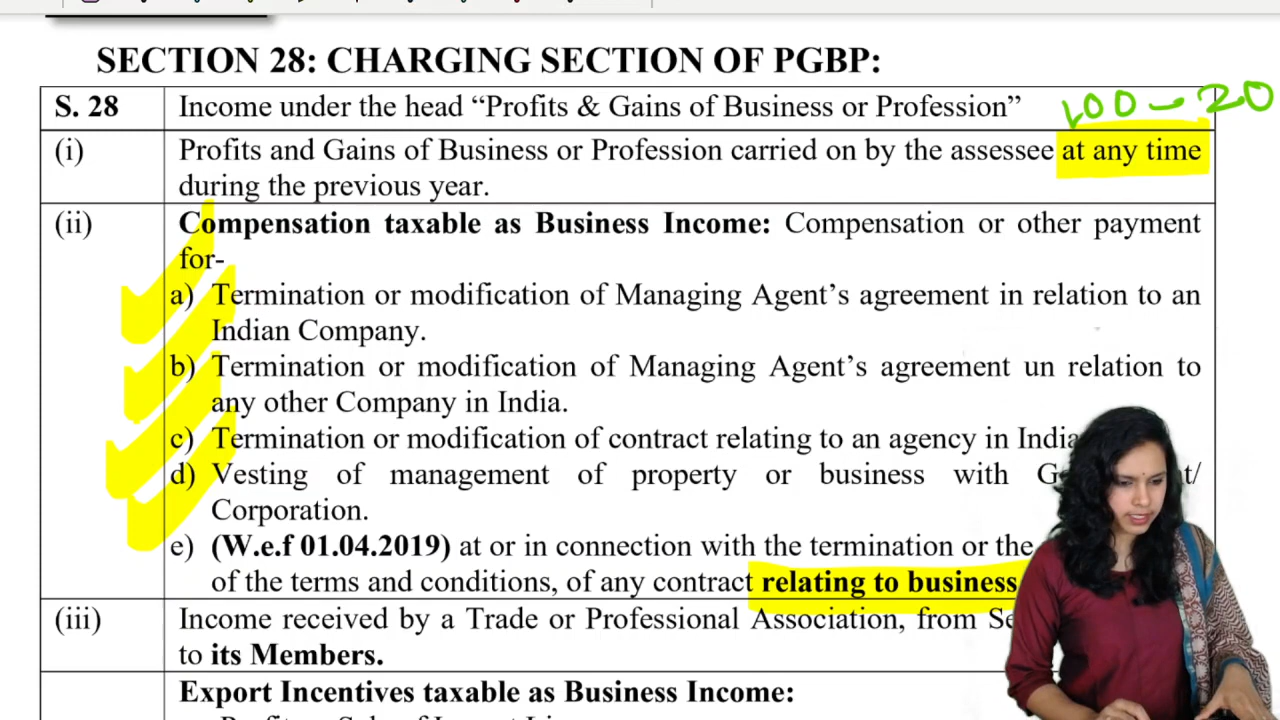 SECTION 28: CHARGING SECTION OF PGBP:
100 - 20
S. 28 Income under the head “Profits & Gains of Business or Profession”
(i) Profits and Gains of Business or Profession carried on by the assessee at any time
during the previous year.
(ii) Compensation taxable as Business Income: Compensation or other payment
for-
a) Termination or modification of Managing Agent’s agreement in relation to an
Indian Company.
b) Termination or modification of Managing Agent’s agreement un relation to
any other Company in India.
c) Termination or modification of contract relating to an agency in India
d) Vesting of management of property or business with
Corporation.
e) (W.e.f 01.04.2019) at or in connection with the termination or the
of the terms and conditions, of any contract relating to business
(iii) Income received by a Trade or Professional Association, from
to its Members.
Export Incentives taxable as Business Income: